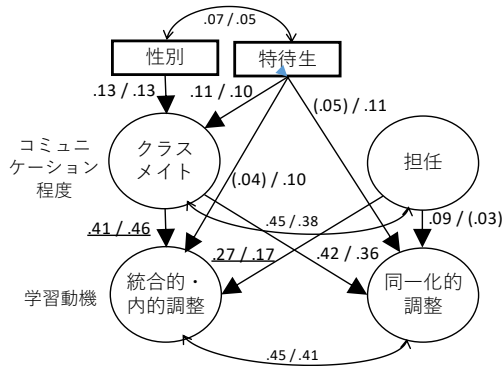 .07 / .05
性別
特待生
.13 / .13
.11 / .10
(.05) / .11
コミュニ
ケーション
程度
クラス
メイト
担任
(.04) / .10
.45 / .38
.09 / (.03)
.41 / .46
.27 / .17
.42 / .36
学習動機
統合的・
内的調整
同一化的
調整
.45 / .41